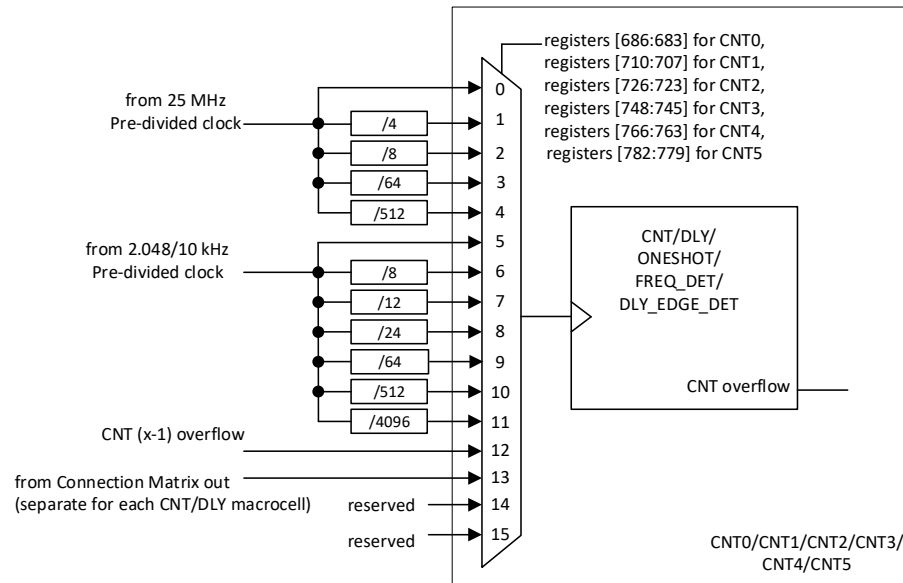 registers [686:683] for CNT0,
registers [710:707] for CNT1,
registers [726:723] for CNT2,
registers [748:745] for CNT3,
registers [766:763] for CNT4,
registers [782:779] for CNT5
from 25 MHz
Pre-divided clock
0
/4
1
/8
2
/64
3
/512
4
from 2.048/10 kHz
Pre-divided clock
5
/8
6
/12
7
/24
8
/64
9
/512
10
/4096
11
CNT (x-1) overflow
12
from Connection Matrix out
(separate for each CNT/DLY macrocell)
13
reserved
14
reserved
15
CNT/DLY/
ONESHOT/
FREQ_DET/
DLY_EDGE_DET
CNT overflow
CNT0/CNT1/CNT2/CNT3/
CNT4/CNT5